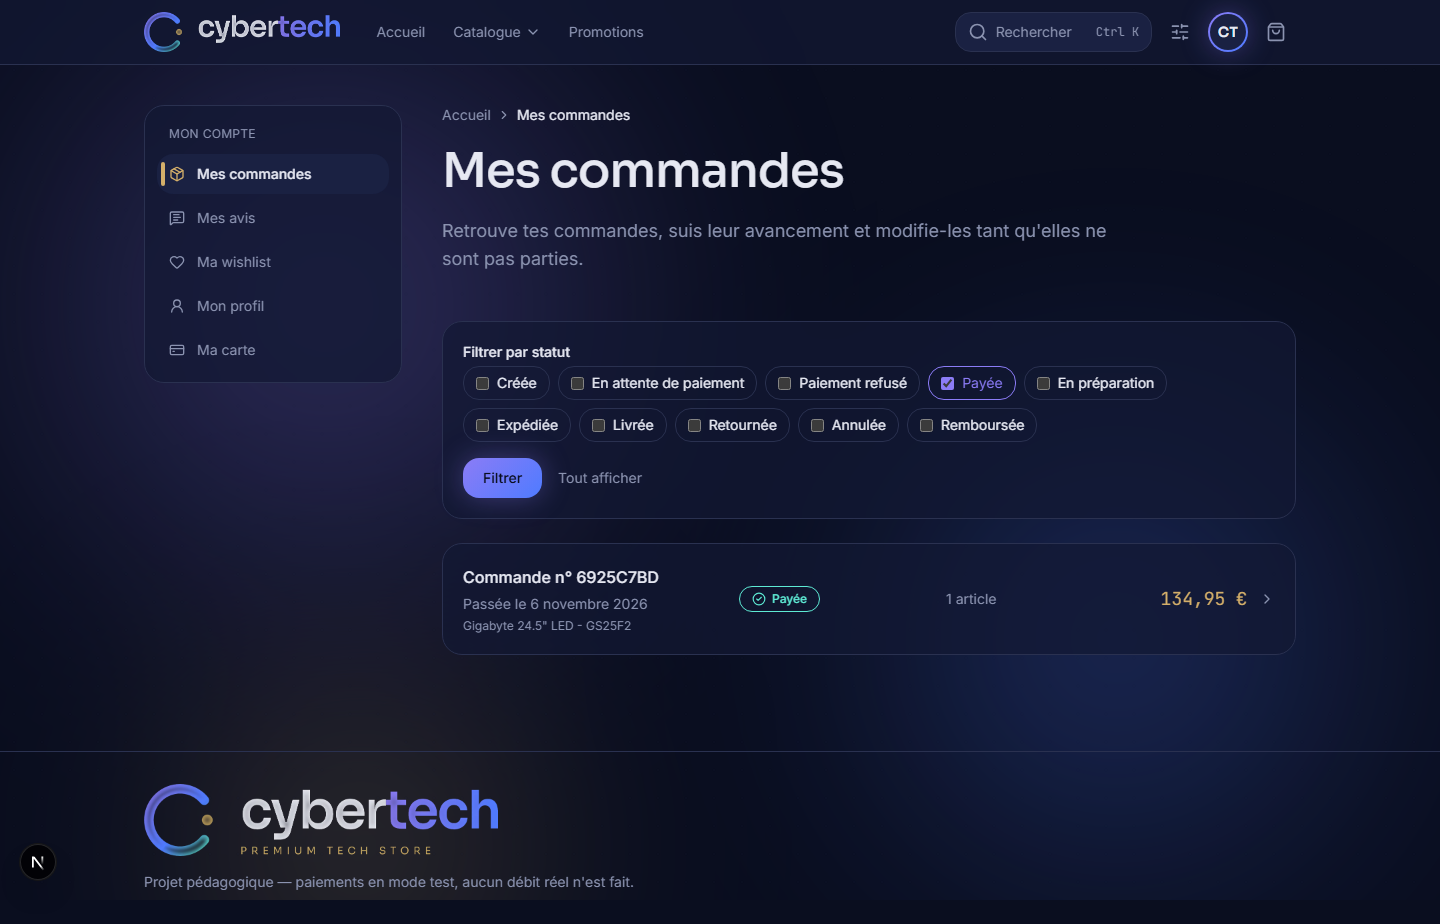 cybertech
Accueil
Catalogue
Promotions
Rechercher
Ctrl K
CT
MON COMPTE
Mes commandes
Mes avis
Ma wishlist
Mon profil
Ma carte
Accueil > Mes commandes
Mes commandes
Retrouve tes commandes, suis leur avancement et modifie-les tant qu'elles ne
sont pas parties.
Filtrer par statut
Créée
En attente de paiement
Paiement refusé
Payée
En préparation
Expédiée
Livrée
Retournée
Annulée
Remboursée
Filtrer
Tout afficher
Commande n° 6925C7BD
Passée le 6 novembre 2026
Gigabyte 24.5" LED - GS25F2
Payée
1 article
134,95 €
cybertech
PREMIUM TECH STORE
N
Projet pédagogique — paiements en mode test, aucun débit réel n'est fait.